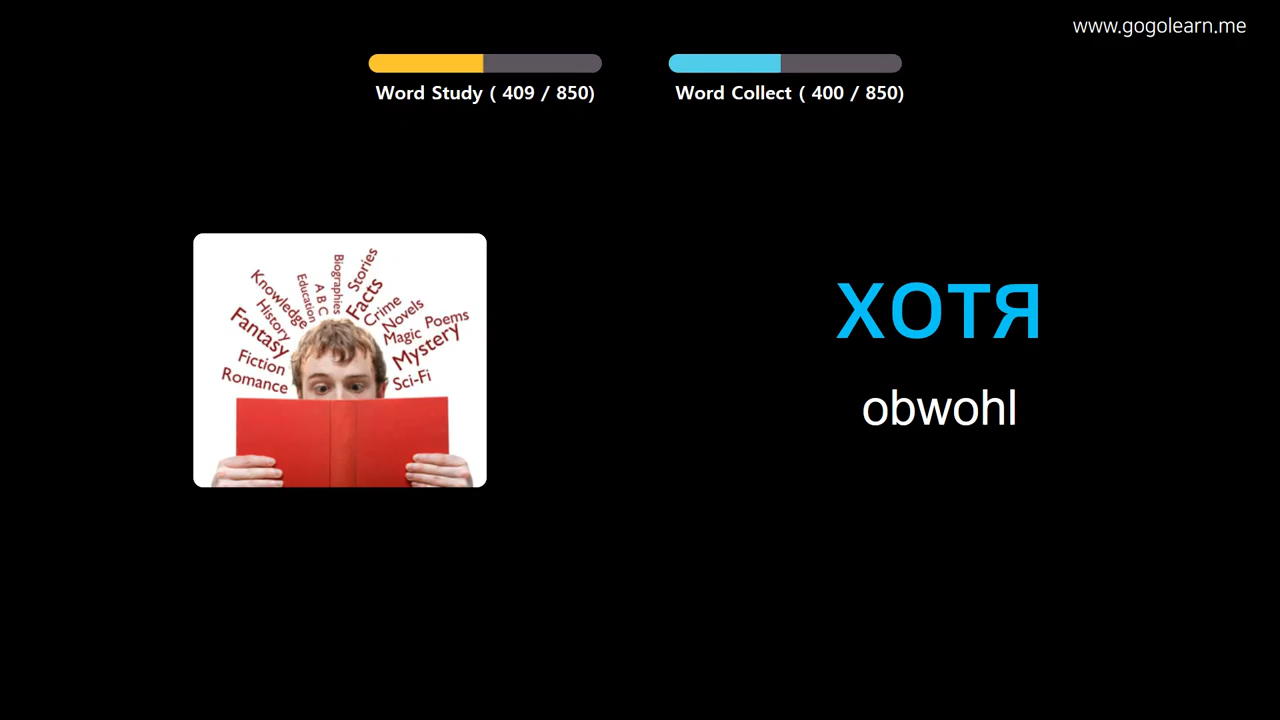 www.gogolearn.me
Word Study ( 409 / 850)
Word Collect ( 400 / 850)
Knowledge
History
Fantasy
Fiction
Romance
Education
A B C
Biographies
Stories
Facts
Crime
Novels
Magic
Poems
Mystery
Sci-Fi
хотя
obwohl